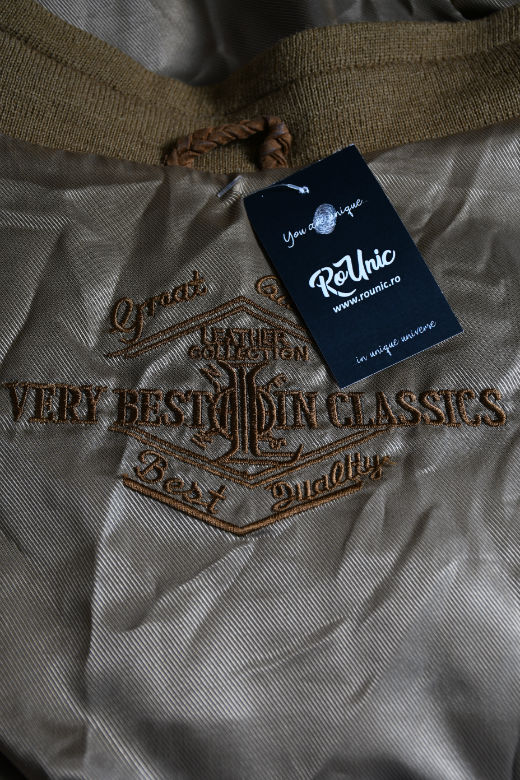 You are unique
RoUnic
www.rounic.ro
in unique universe
Great
LEATHER
COLLECTION
VERY BEST IN CLASSICS
Best Quality